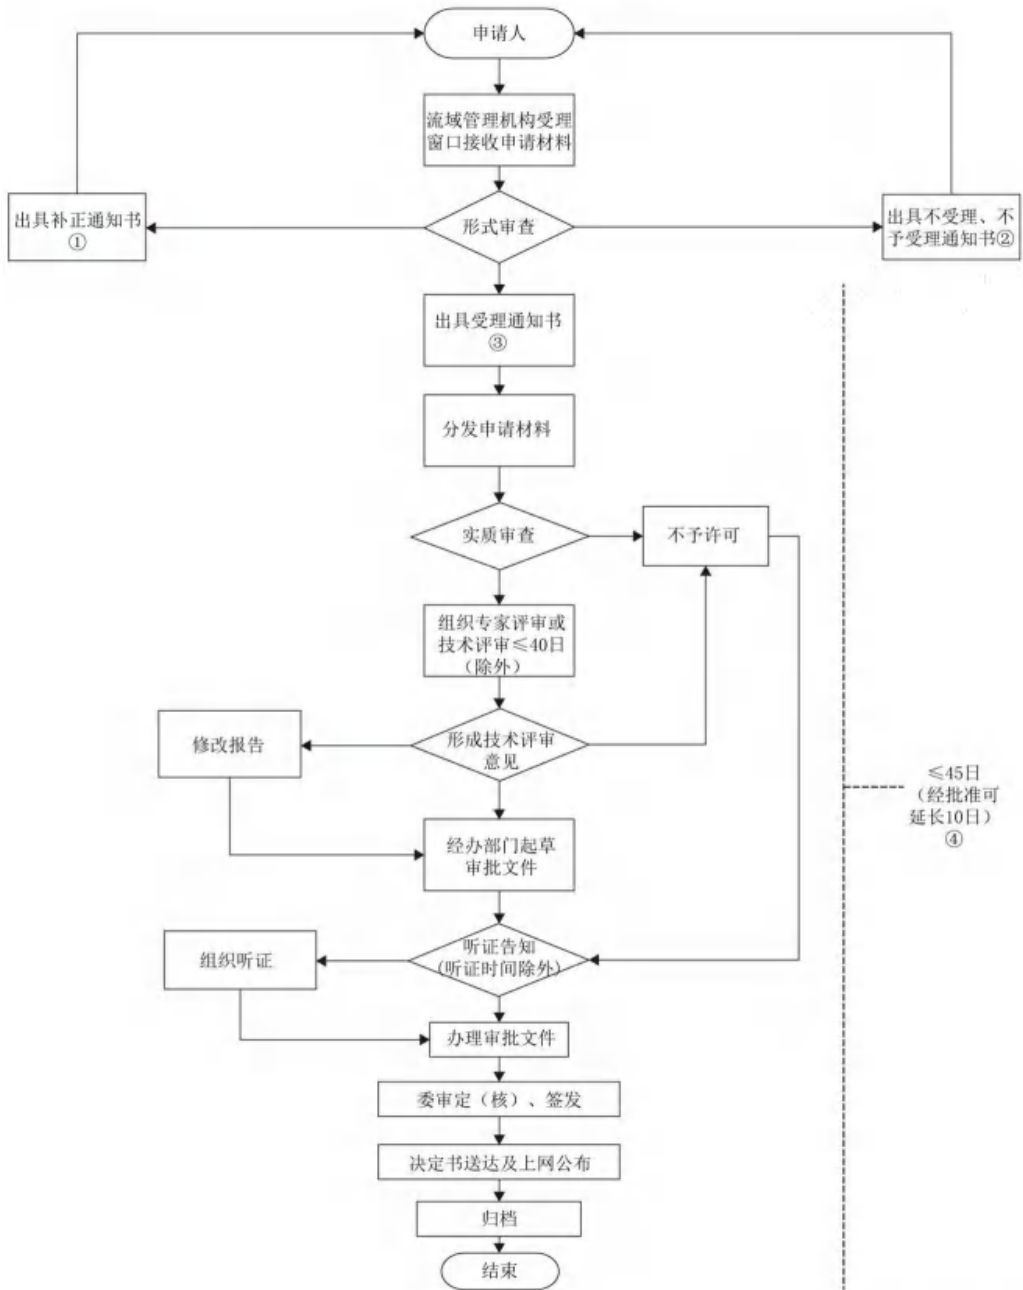 申请人
流域管理机构受理
窗口接收申请材料
出具补正通知书
①
形式审查
出具不受理、不
予受理通知书②
出具受理通知书
③
分发申请材料
实质审查
不予许可
组织专家评审或
技术评审≤40日
（除外）
修改报告
形成技术评审
意见
≤45日
（经批准可
延长10日）
④
经办部门起草
审批文件
组织听证
听证告知
(听证时间除外)
办理审批文件
委审定（核）、签发
决定书送达及上网公布
归档
结束